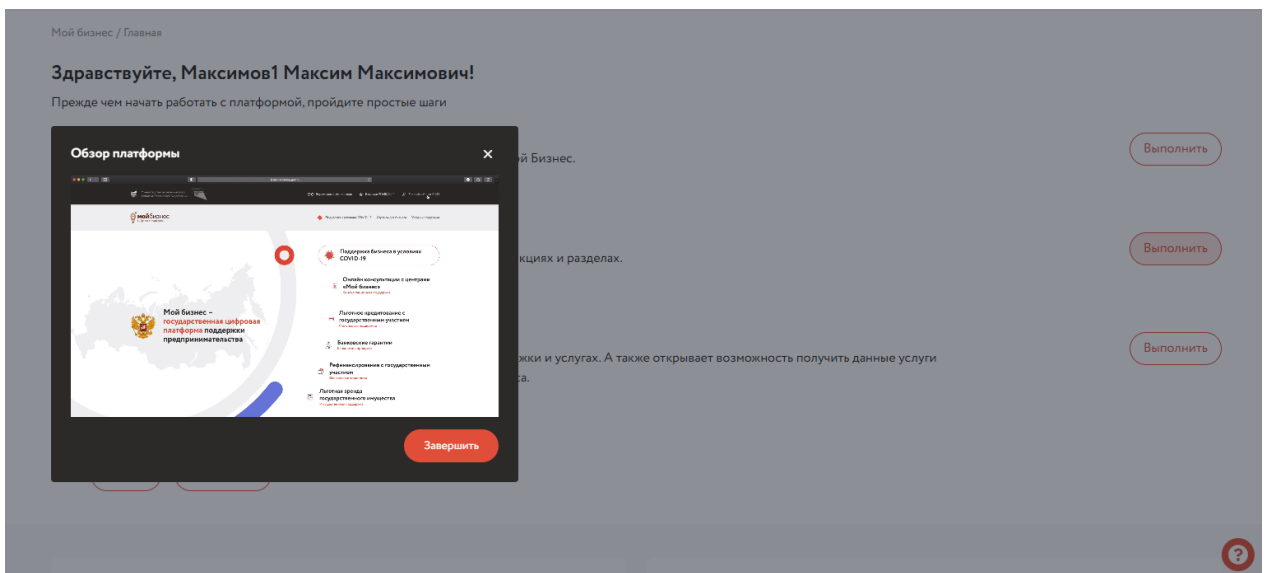 Мой бизнес / Главная
Здравствуйте, Максимов1 Максим Максимович!
Прежде чем начать работать с платформой, пройдите простые шаги
Обзор платформы
й Бизнес.
Выполнить
мойбизнес
Поддержка бизнеса в условиях
COVID-19
Онлайн консультации с центрами
«Мой бизнес»
Льготное кредитование с
государственным участием
Мой бизнес –
государственная цифровая
платформа поддержки
предпринимательства
Банковские гарантии
Рефинансирование с государственным
участием
Льготная аренда
государственного имущества
кциях и разделах.
Выполнить
жки и услугах. А также открывает возможность получить данные услуги
са.
Выполнить
Завершить
?